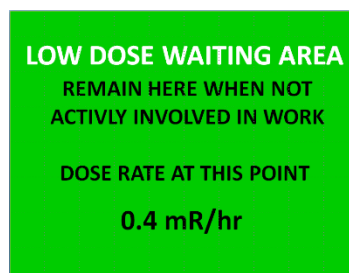 LOW DOSE WAITING AREA
REMAIN HERE WHEN NOT
ACTIVLY INVOLVED IN WORK
DOSE RATE AT THIS POINT
0.4 mR/hr